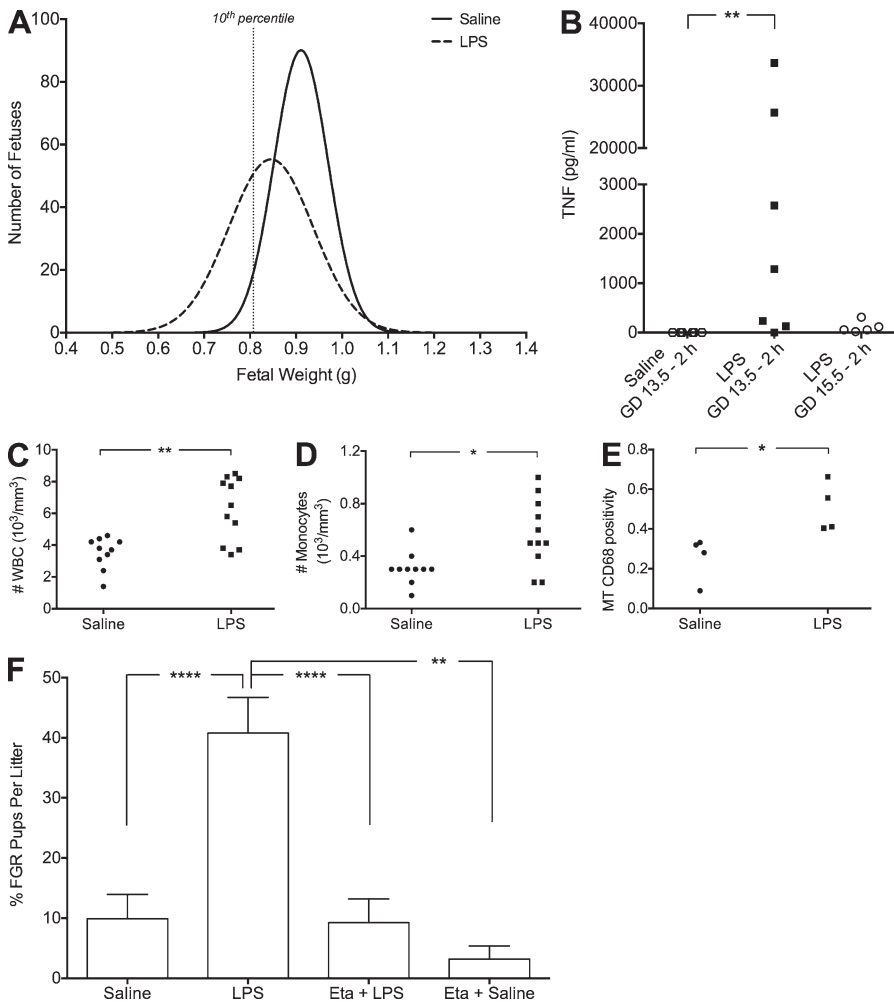 A
10th percentile
Saline
LPS
100
80
60
40
20
0
Number of Fetuses
0.4 0.5 0.6 0.7 0.8 0.9 1.0 1.1 1.2 1.3 1.4
Fetal Weight (g)
B
**
40000
30000
20000
3000
2000
1000
0
TNF (pg/ml)
Saline
GD 13.5 - 2 h
LPS
GD 13.5 - 2 h
LPS
GD 15.5 - 2 h
C
**
10
8
6
4
2
0
# WBC (10³/mm³)
Saline LPS
D
*
1.2
0.8
0.4
0.0
# Monocytes
(10³/mm³)
Saline LPS
E
*
0.8
0.6
0.4
0.2
0.0
MT CD68 positivity
Saline LPS
F
**
**** ****
50
40
30
20
10
0
% FGR Pups Per Litter
Saline LPS Eta + LPS Eta + Saline